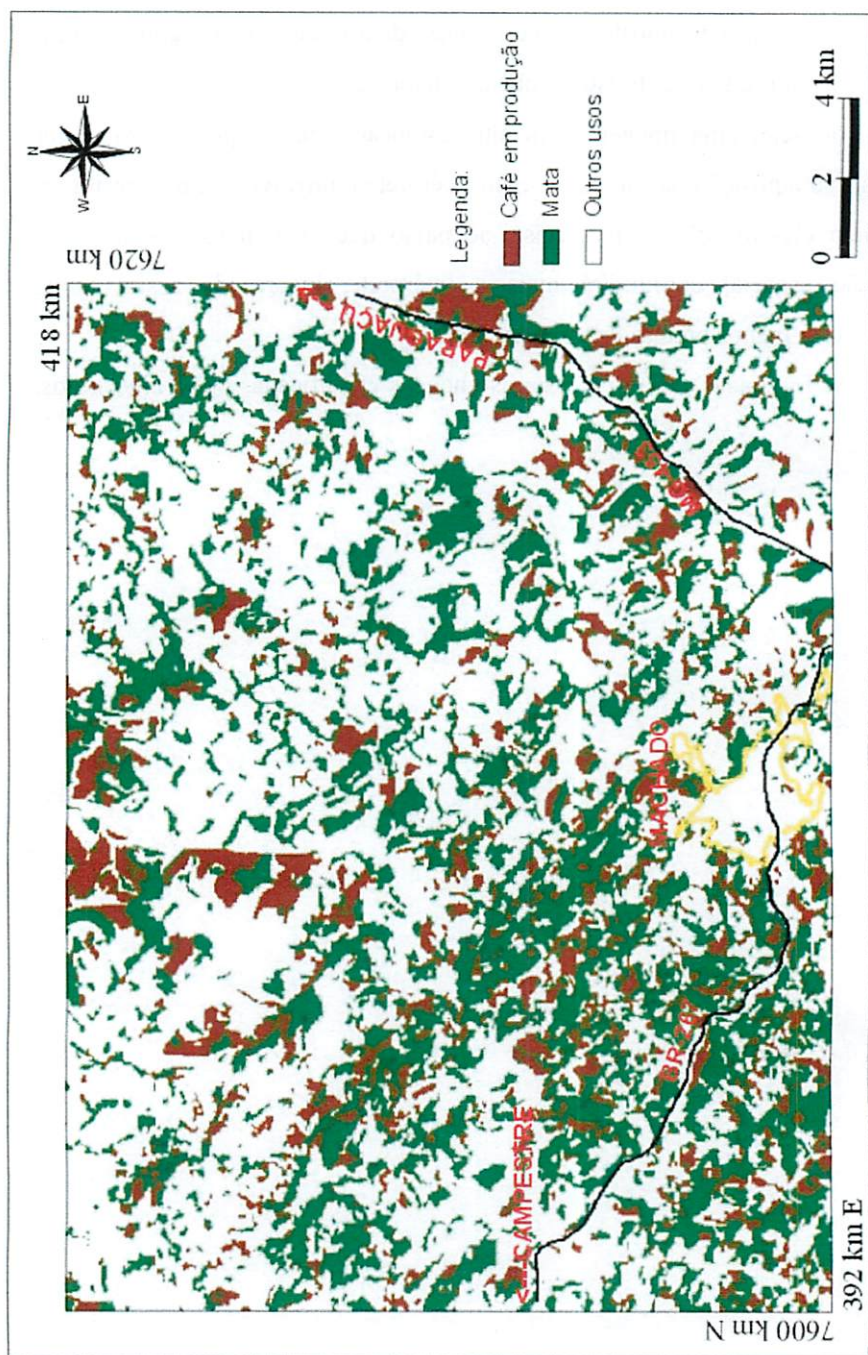 418 km
7620 km
N
W
E
S
PARAGUAÇU
MACHADO
BR-267
<--CAMPESTRE
392 km E
7600 km N
Legenda:
Café em produção
Mata
Outros usos
0 2 4 km